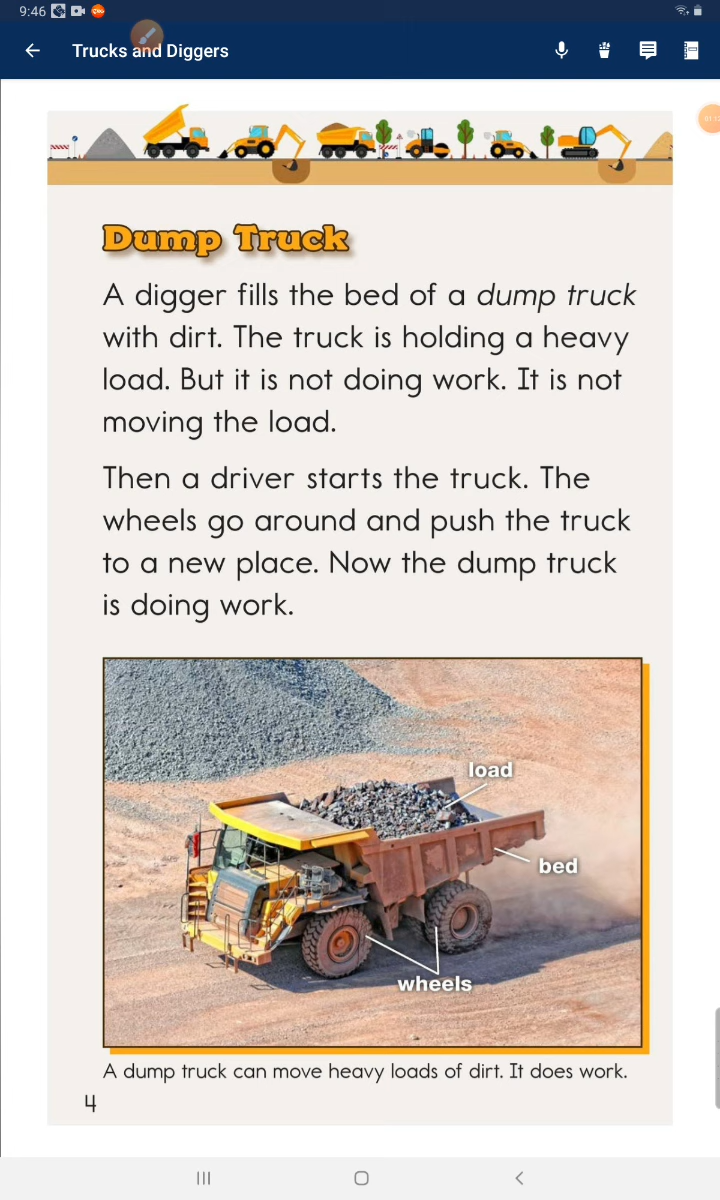 9:46
Trucks and Diggers
Dump Truck
A digger fills the bed of a dump truck
with dirt. The truck is holding a heavy
load. But it is not doing work. It is not
moving the load.
Then a driver starts the truck. The
wheels go around and push the truck
to a new place. Now the dump truck
is doing work.
load
bed
wheels
A dump truck can move heavy loads of dirt. It does work.
4